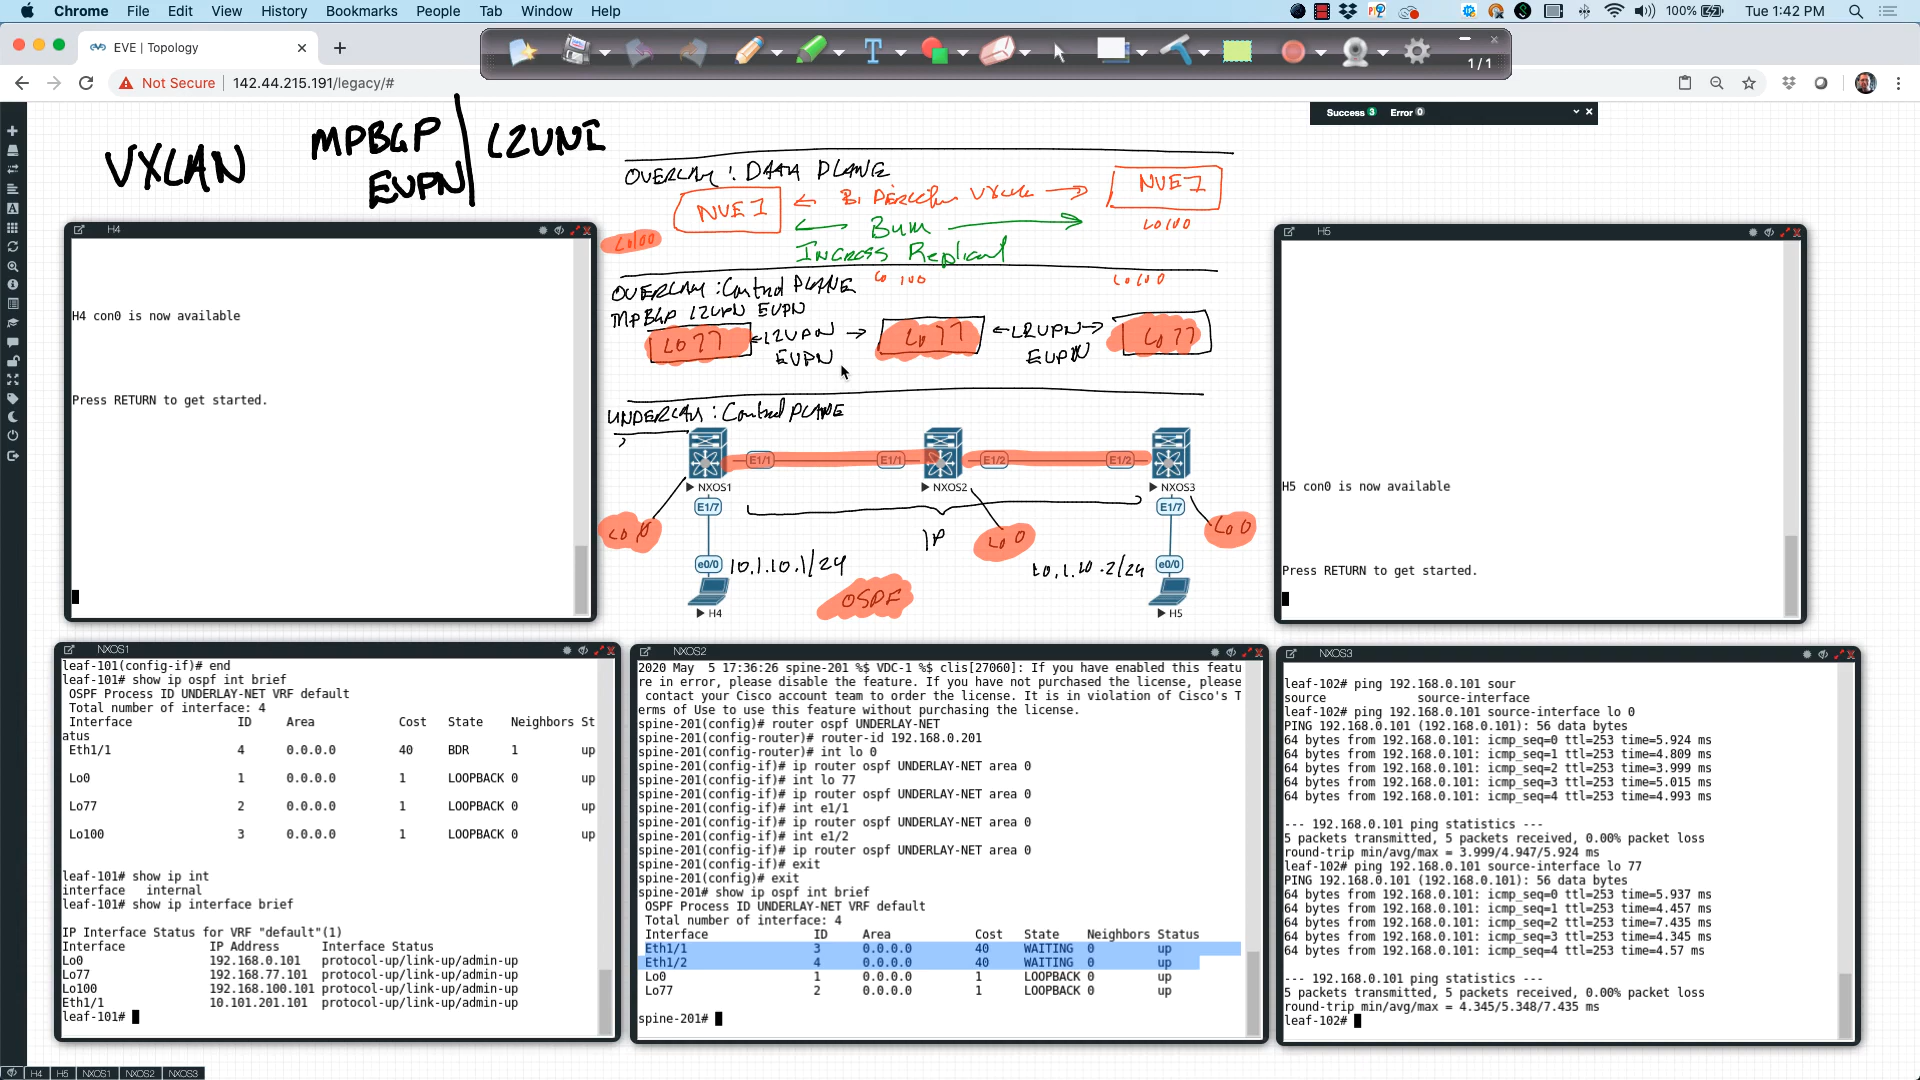 Chrome File Edit View History Bookmarks People Tab Window Help
100% Tue 1:42 PM
EVE | Topology
1 / 1
Not Secure 142.44.215.191/legacy/#
Success 3 Error 0
VXLAN MPBGP L2VNI
EVPN
OVERLAY : DATA PLANE
NVE1 VXLAN NVE1
Lo100 BUM Lo100
INGRESS
OVERLAY : Control PLANE Lo 100 Lo100
MPBGP L2VPN EVPN
Lo77 L2VPN Lo77 L2VPN Lo77
EVPN EVPN
UNDERLAY : Control PLANE
E1/1 E1/1 E1/2 E1/2
NXOS1 NXOS2 NXOS3
E1/7 E1/7
Lo 0 IP Lo 0 Lo 0
e0/0 10.1.10.1/24 10.1.10.2/24 e0/0
OSPF
H4 H5
H4
H4 con0 is now available
Press RETURN to get started.
H5
H5 con0 is now available
Press RETURN to get started.
NXOS1
leaf-101(config-if)# end
leaf-101# show ip ospf int brief
OSPF Process ID UNDERLAY-NET VRF default
Total number of interface: 4
Interface ID Area Cost State Neighbors St
atus
Eth1/1 4 0.0.0.0 40 BDR 1 up
Lo0 1 0.0.0.0 1 LOOPBACK 0 up
Lo77 2 0.0.0.0 1 LOOPBACK 0 up
Lo100 3 0.0.0.0 1 LOOPBACK 0 up
leaf-101# show ip int
interface internal
leaf-101# show ip interface brief
IP Interface Status for VRF "default"(1)
Interface IP Address Interface Status
Lo0 192.168.0.101 protocol-up/link-up/admin-up
Lo77 192.168.77.101 protocol-up/link-up/admin-up
Lo100 192.168.100.101 protocol-up/link-up/admin-up
Eth1/1 10.101.201.101 protocol-up/link-up/admin-up
leaf-101#
NXOS2
2020 May 5 17:36:26 spine-201 %$ VDC-1 %$ clis[27060]: If you have enabled this featu
re in error, please disable the feature. If you have not purchased the license, please
contact your Cisco account team to order the license. It is in violation of Cisco's T
erms of Use to use this feature without purchasing the license.
spine-201(config)# router ospf UNDERLAY-NET
spine-201(config-router)# router-id 192.168.0.201
spine-201(config-router)# int lo 0
spine-201(config-if)# ip router ospf UNDERLAY-NET area 0
spine-201(config-if)# int lo 77
spine-201(config-if)# ip router ospf UNDERLAY-NET area 0
spine-201(config-if)# int e1/1
spine-201(config-if)# ip router ospf UNDERLAY-NET area 0
spine-201(config-if)# int e1/2
spine-201(config-if)# ip router ospf UNDERLAY-NET area 0
spine-201(config-if)# exit
spine-201(config)# exit
spine-201# show ip ospf int brief
OSPF Process ID UNDERLAY-NET VRF default
Total number of interface: 4
Interface ID Area Cost State Neighbors Status
Eth1/1 3 0.0.0.0 40 WAITING 0 up
Eth1/2 4 0.0.0.0 40 WAITING 0 up
Lo0 1 0.0.0.0 1 LOOPBACK 0 up
Lo77 2 0.0.0.0 1 LOOPBACK 0 up
spine-201#
NXOS3
leaf-102# ping 192.168.0.101 sour
source source-interface
leaf-102# ping 192.168.0.101 source-interface lo 0
PING 192.168.0.101 (192.168.0.101): 56 data bytes
64 bytes from 192.168.0.101: icmp_seq=0 ttl=253 time=5.924 ms
64 bytes from 192.168.0.101: icmp_seq=1 ttl=253 time=4.809 ms
64 bytes from 192.168.0.101: icmp_seq=2 ttl=253 time=3.999 ms
64 bytes from 192.168.0.101: icmp_seq=3 ttl=253 time=5.015 ms
64 bytes from 192.168.0.101: icmp_seq=4 ttl=253 time=4.993 ms
--- 192.168.0.101 ping statistics ---
5 packets transmitted, 5 packets received, 0.00% packet loss
round-trip min/avg/max = 3.999/4.947/5.924 ms
leaf-102# ping 192.168.0.101 source-interface lo 77
PING 192.168.0.101 (192.168.0.101): 56 data bytes
64 bytes from 192.168.0.101: icmp_seq=0 ttl=253 time=5.937 ms
64 bytes from 192.168.0.101: icmp_seq=1 ttl=253 time=4.457 ms
64 bytes from 192.168.0.101: icmp_seq=2 ttl=253 time=7.435 ms
64 bytes from 192.168.0.101: icmp_seq=3 ttl=253 time=4.345 ms
64 bytes from 192.168.0.101: icmp_seq=4 ttl=253 time=4.57 ms
--- 192.168.0.101 ping statistics ---
5 packets transmitted, 5 packets received, 0.00% packet loss
round-trip min/avg/max = 4.345/5.348/7.435 ms
leaf-102#
H4 H5 NXOS1 NXOS2 NXOS3